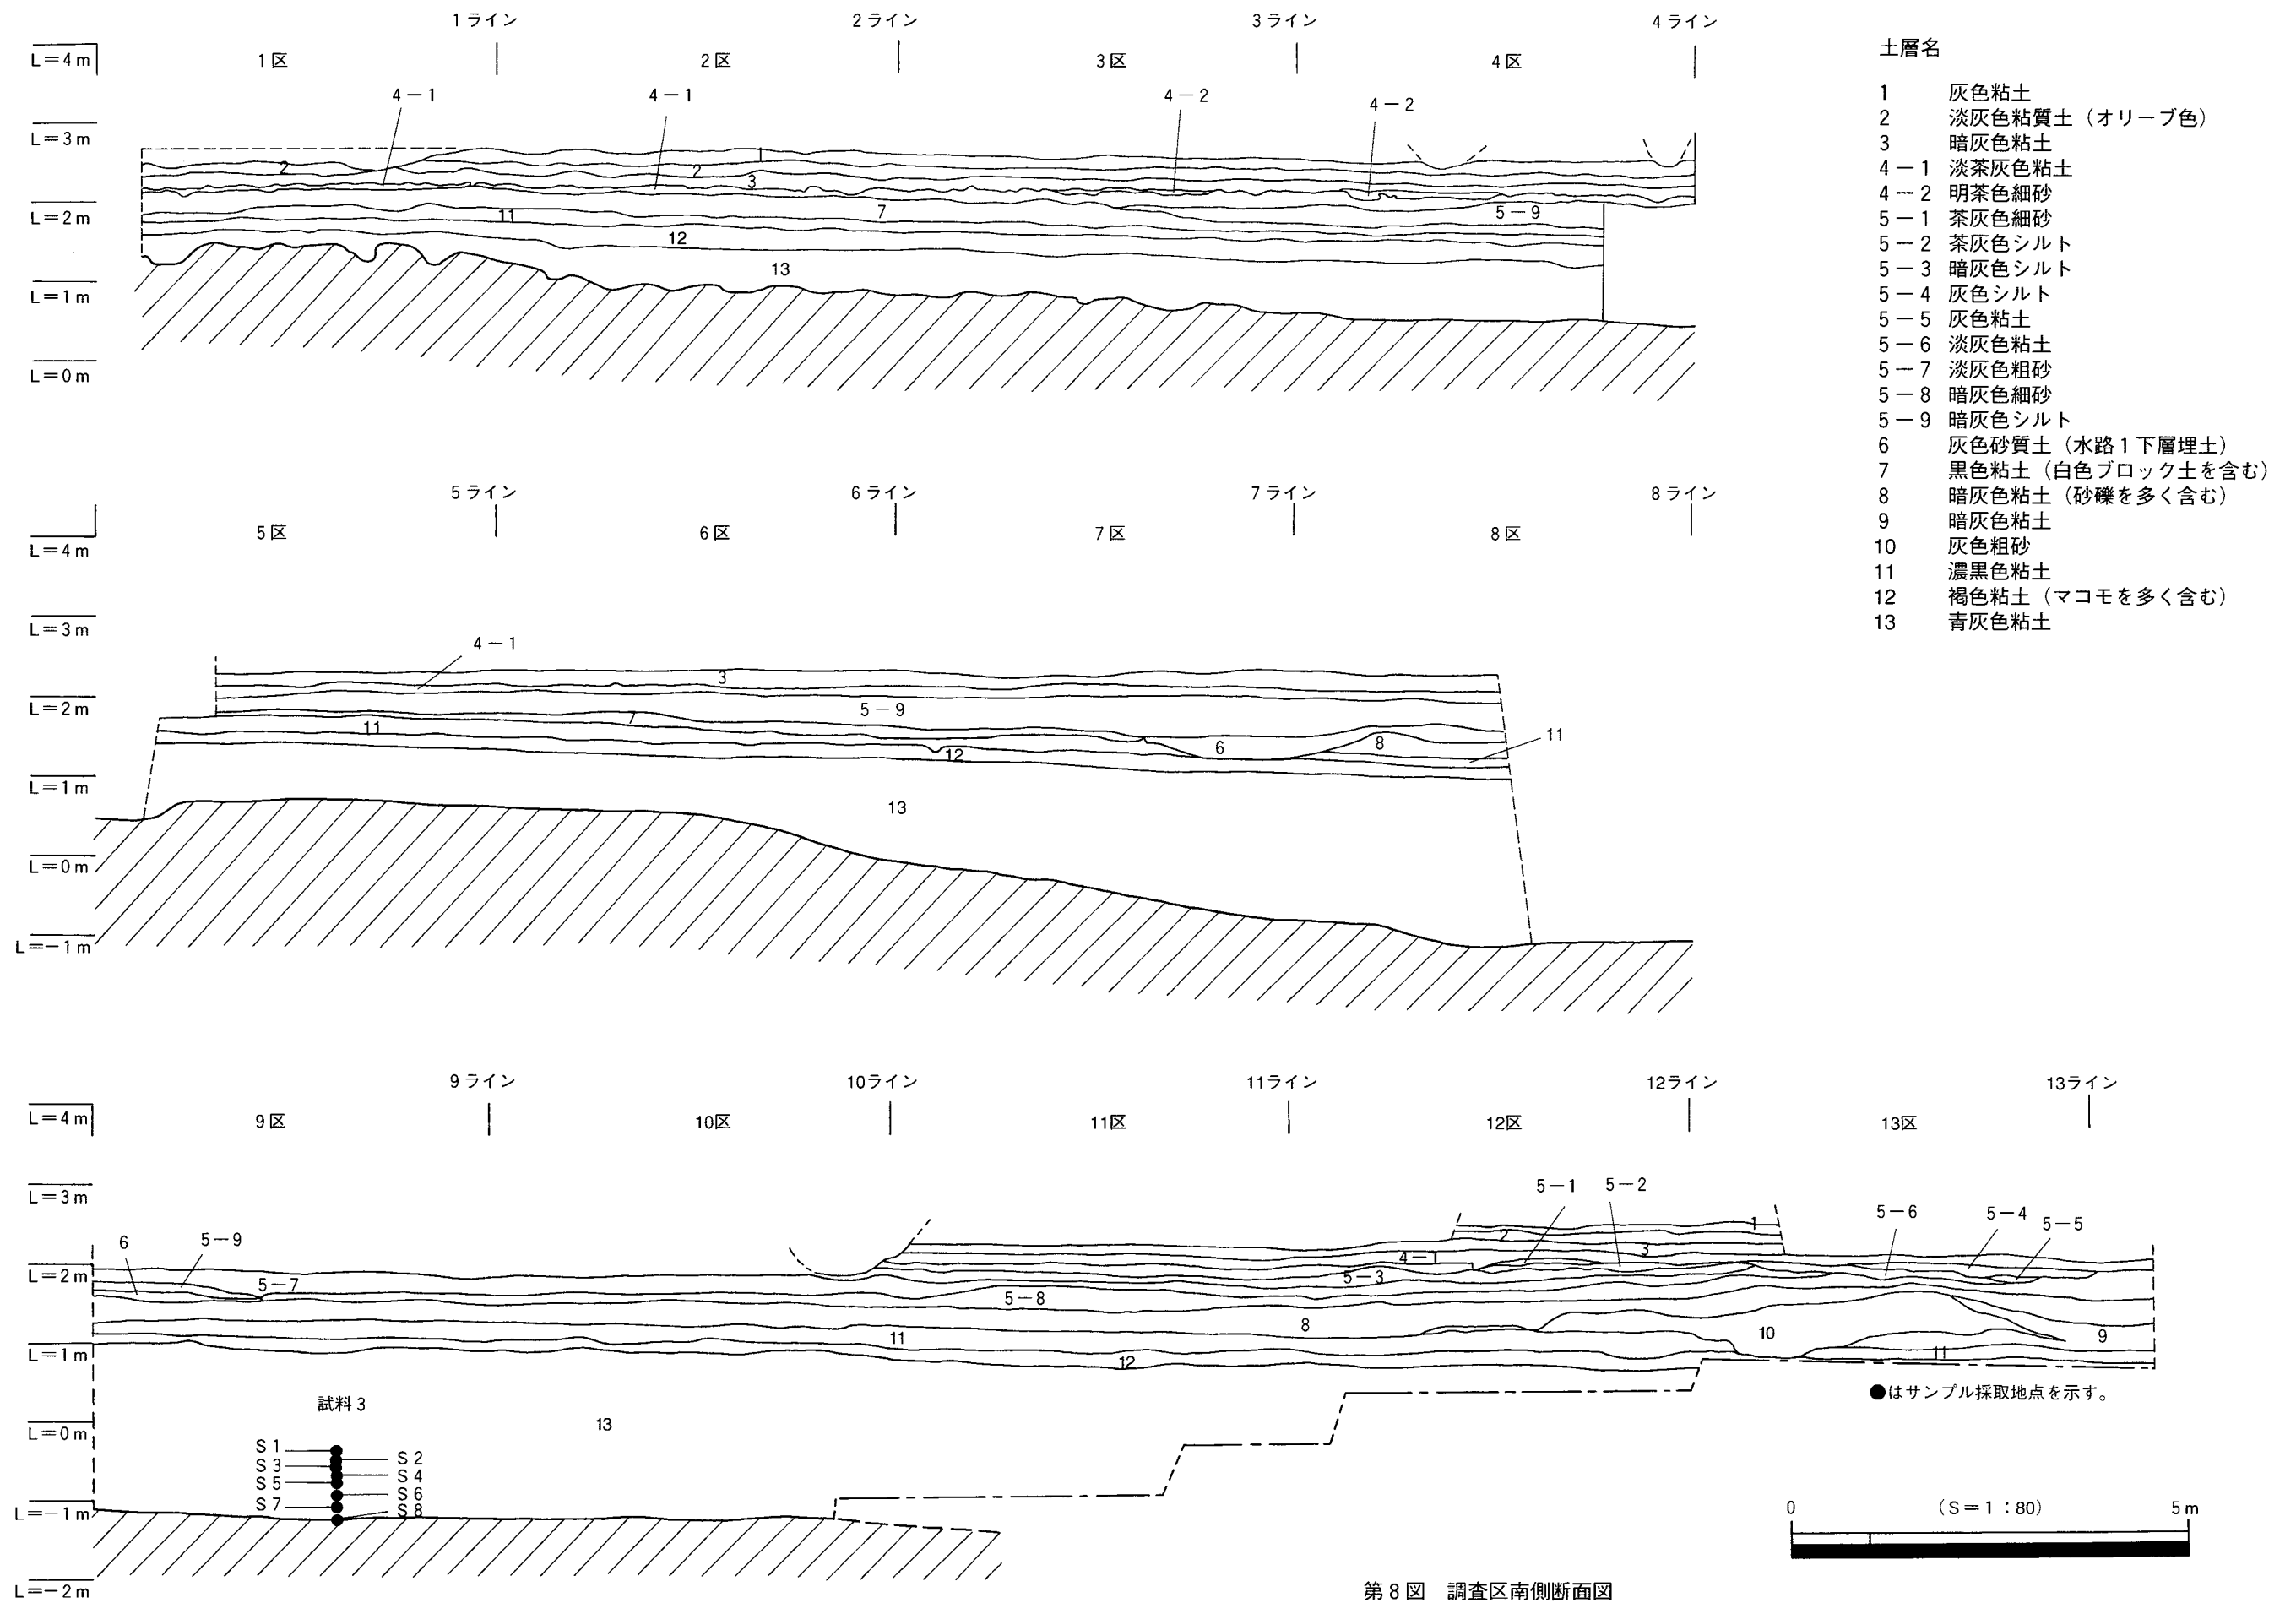 1ライン 2ライン 3ライン 4ライン
L=4m 1区 2区 3区 4区
4-1 4-1 4-2 4-2
L=3m
1
2 2 3
L=2m 11 7 5-9
12
13
L=1m
L=0m
5ライン 6ライン 7ライン 8ライン
5区 6区 7区 8区
L=4m
L=3m
4-1
3
L=2m 5-9
7
11 6 8 11
12
L=1m
13
L=0m
L=-1m
9ライン 10ライン 11ライン 12ライン 13ライン
L=4m 9区 10区 11区 12区 13区
L=3m 5-1 5-2 5-6 5-4 5-5
6 5-9 1
2 3
4-1
L=2m 5-7 5-3
5-8
8 10 9
11
L=1m 12 11
●はサンプル採取地点を示す。
試料3
13
L=0m
S1 S2
S3 S4
S5 S6
S7 S8
L=-1m
L=-2m
土層名
1 灰色粘土
2 淡灰色粘質土（オリーブ色）
3 暗灰色粘土
4-1 淡茶灰色粘土
4-2 明茶色細砂
5-1 茶灰色細砂
5-2 茶灰色シルト
5-3 暗灰色シルト
5-4 灰色シルト
5-5 灰色粘土
5-6 淡灰色粘土
5-7 淡灰色粗砂
5-8 暗灰色細砂
5-9 暗灰色シルト
6 灰色砂質土（水路1下層埋土）
7 黒色粘土（白色ブロック土を含む）
8 暗灰色粘土（砂礫を多く含む）
9 暗灰色粘土
10 灰色粗砂
11 濃黒色粘土
12 褐色粘土（マコモを多く含む）
13 青灰色粘土
0 （S=1：80） 5m
第8図 調査区南側断面図